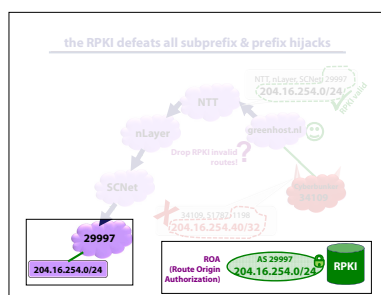 the RPKI defeats all subprefix & prefix hijacks
NTT, nLayer, SCNet, 29997
204.16.254.0/24
RPKI valid
NTT
greenhost.nl
nLayer
?
Drop RPKI invalid
routes!
34109
SCNet
34109, 51787, 1198
204.16.254.40/32
29997
204.16.254.0/24
ROA
(Route Origin
Authorization)
AS 29997
204.16.254.0/24
RPKI